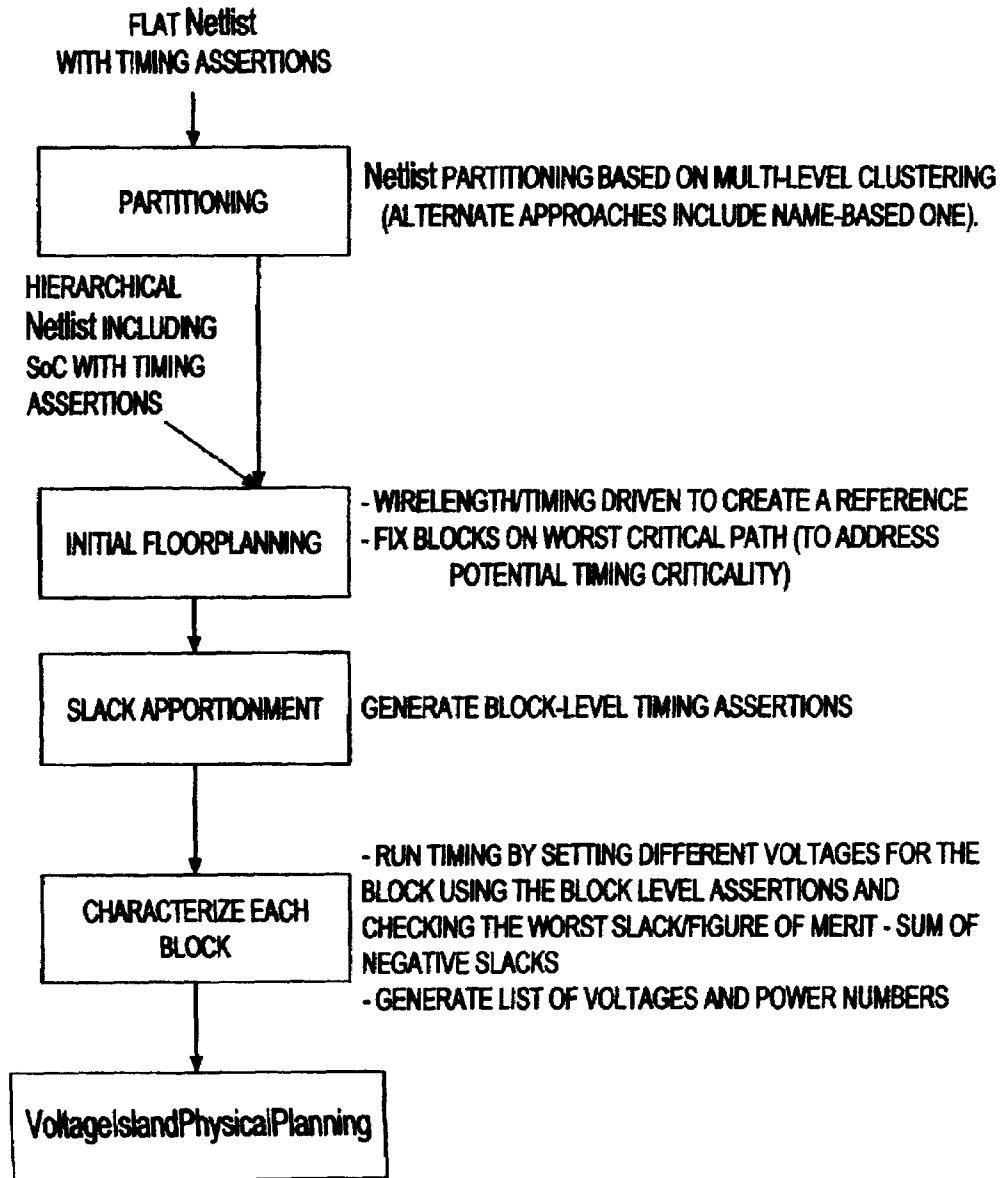 FLAT Netlist
WITH TIMING ASSERTIONS
PARTITIONING
Netlist PARTITIONING BASED ON MULTI-LEVEL CLUSTERING
(ALTERNATE APPROACHES INCLUDE NAME-BASED ONE).
HIERARCHICAL
Netlist INCLUDING
SoC WITH TIMING
ASSERTIONS
INITIAL FLOORPLANNING
- WIRELENGTH/TIMING DRIVEN TO CREATE A REFERENCE
- FIX BLOCKS ON WORST CRITICAL PATH (TO ADDRESS
POTENTIAL TIMING CRITICALITY)
SLACK APPORTIONMENT
GENERATE BLOCK-LEVEL TIMING ASSERTIONS
CHARACTERIZE EACH
BLOCK
- RUN TIMING BY SETTING DIFFERENT VOLTAGES FOR THE
BLOCK USING THE BLOCK LEVEL ASSERTIONS AND
CHECKING THE WORST SLACK/FIGURE OF MERIT - SUM OF
NEGATIVE SLACKS
- GENERATE LIST OF VOLTAGES AND POWER NUMBERS
VoltageIslandPhysicalPlanning